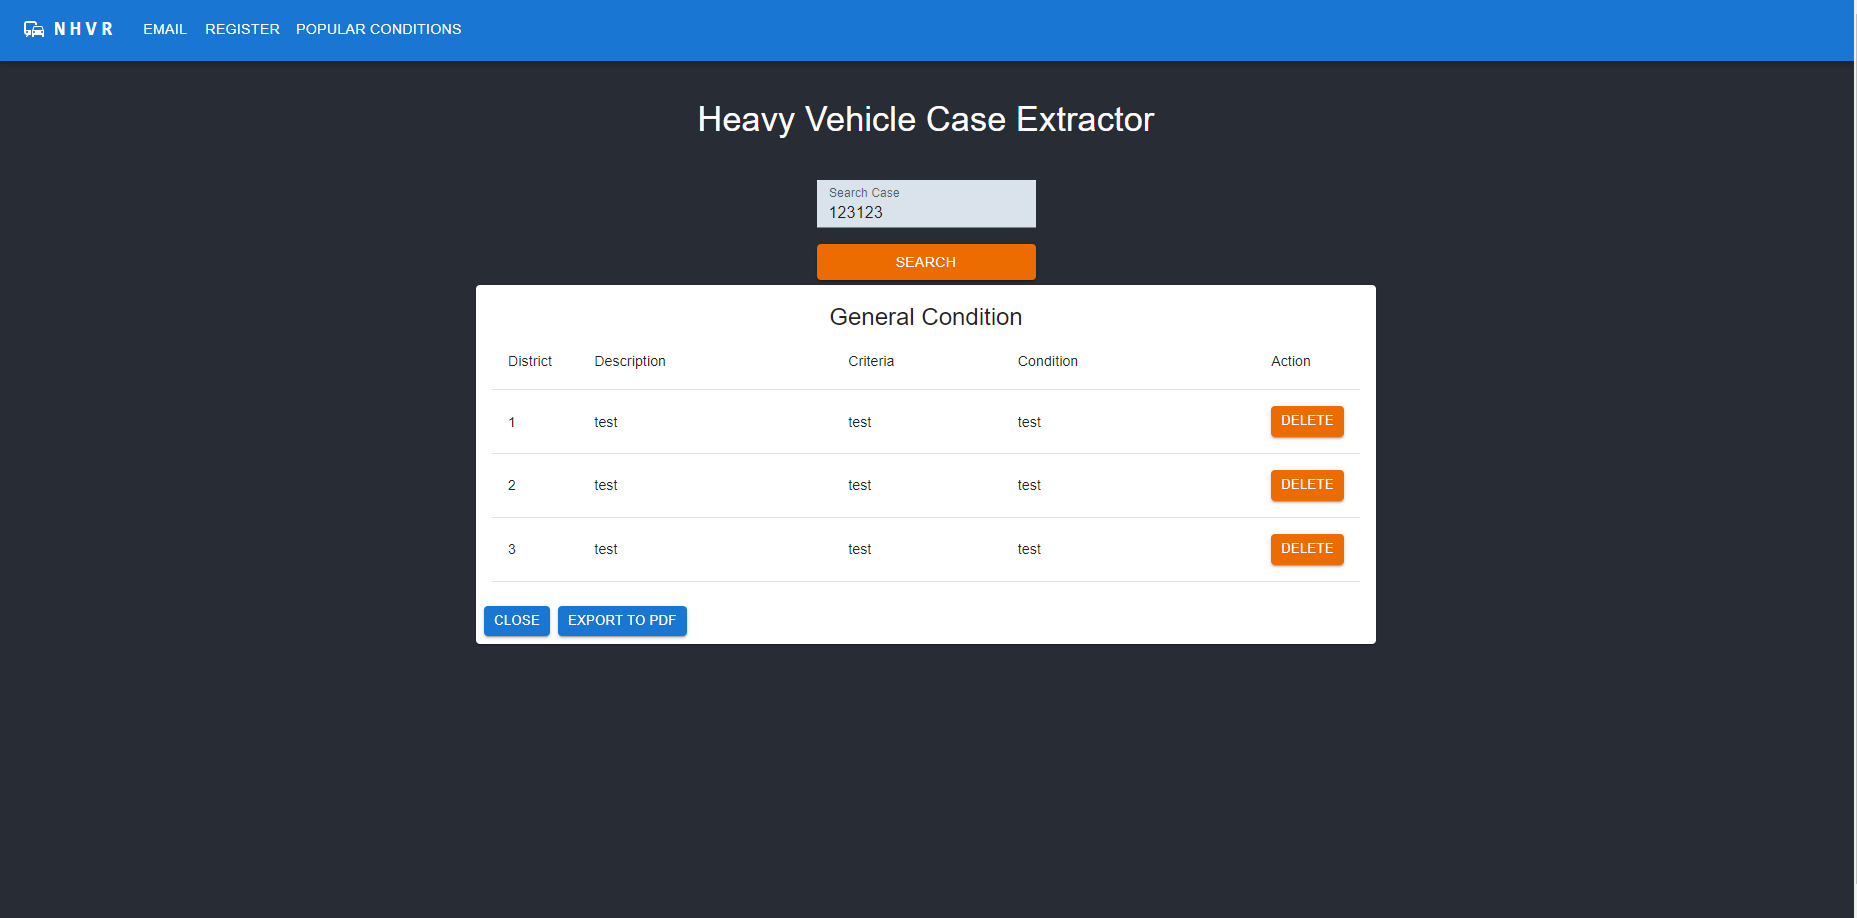 NHVR EMAIL REGISTER POPULAR CONDITIONS
Heavy Vehicle Case Extractor
Search Case
123123
SEARCH
General Condition
District Description Criteria Condition Action
1 test test test DELETE
2 test test test DELETE
3 test test test DELETE
CLOSE EXPORT TO PDF